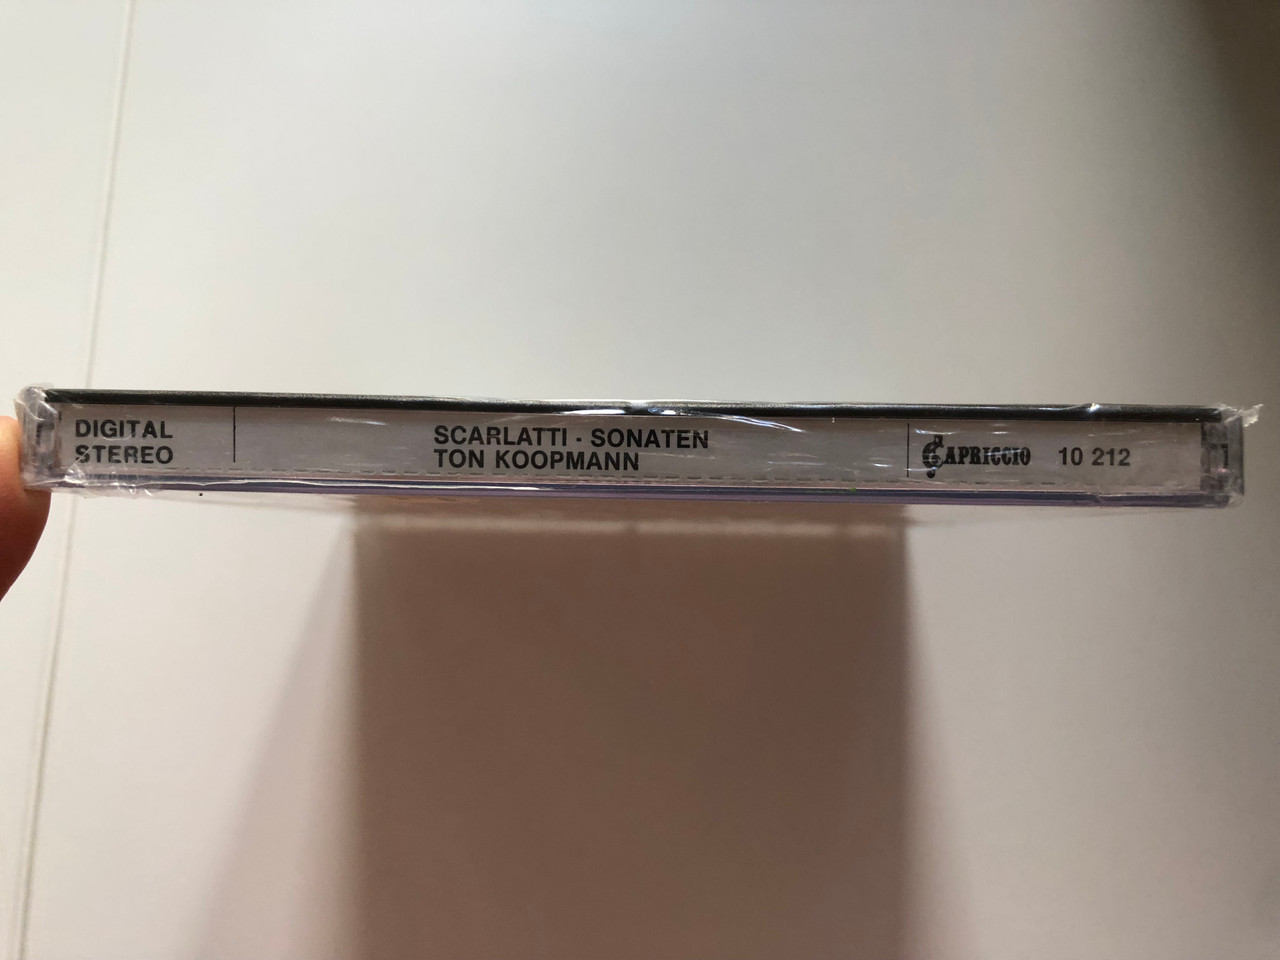 DIGITAL
STEREO
SCARLATTI - SONATEN
TON KOOPMANN
CAPRICCIO 10 212